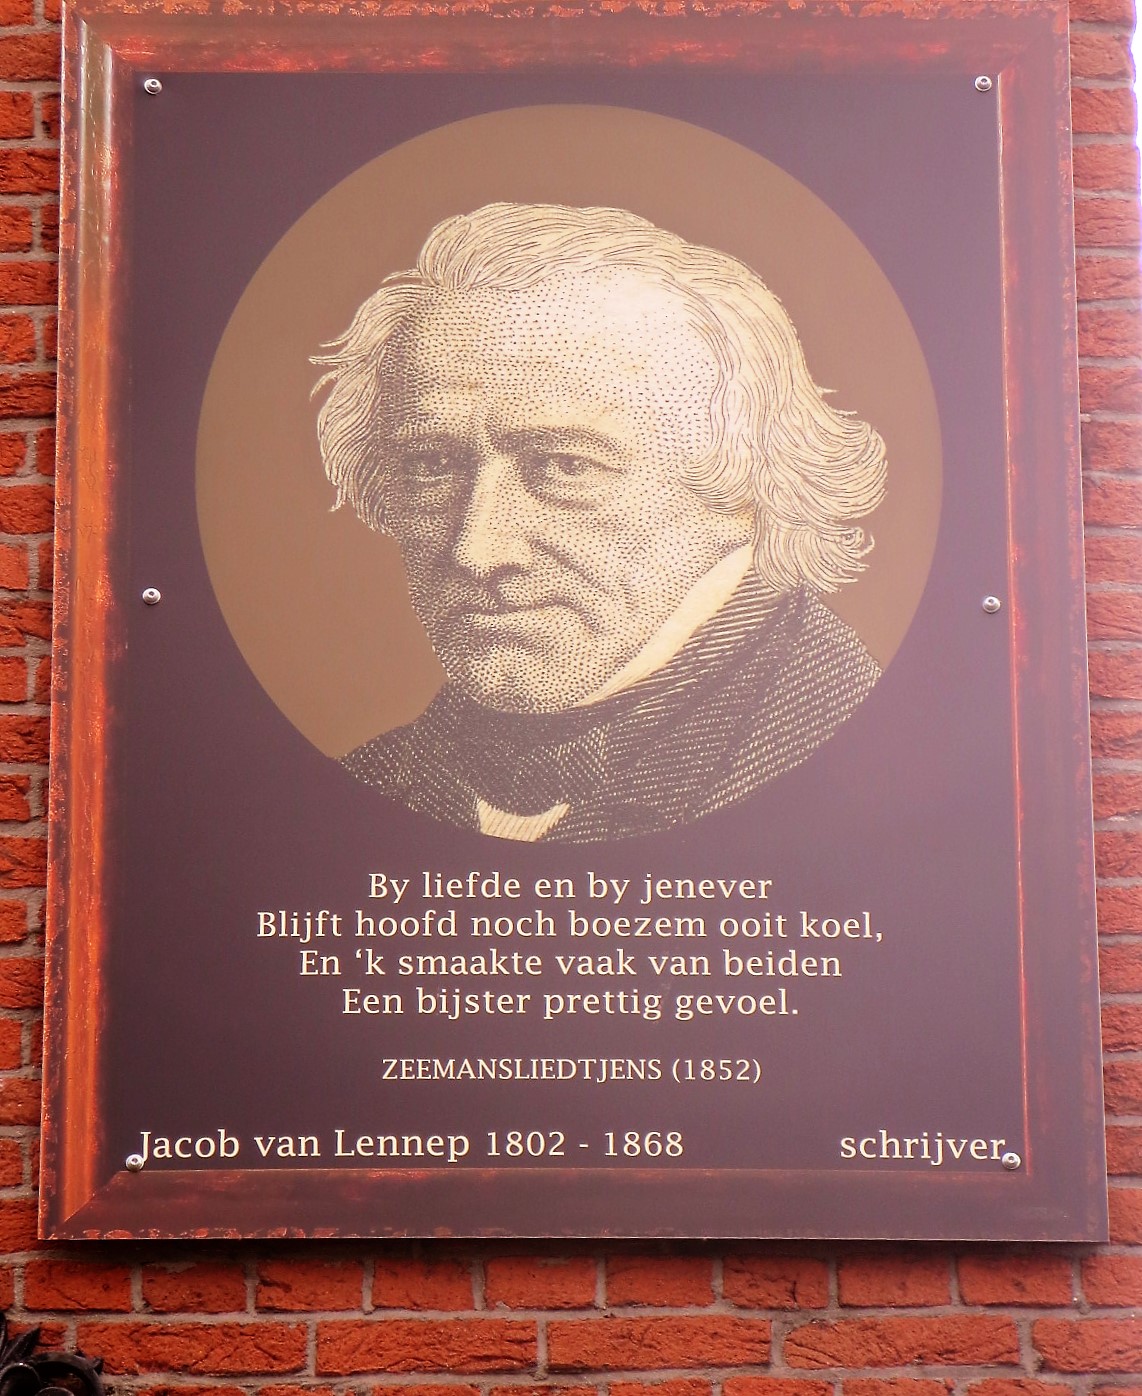 By liefde en by jenever
Blijft hoofd noch boezem ooit koel,
En ‘k smaakte vaak van beiden
Een bijster prettig gevoel.
ZEEMANSLIEDTJENS (1852)
Jacob van Lennep 1802 - 1868 schrijver